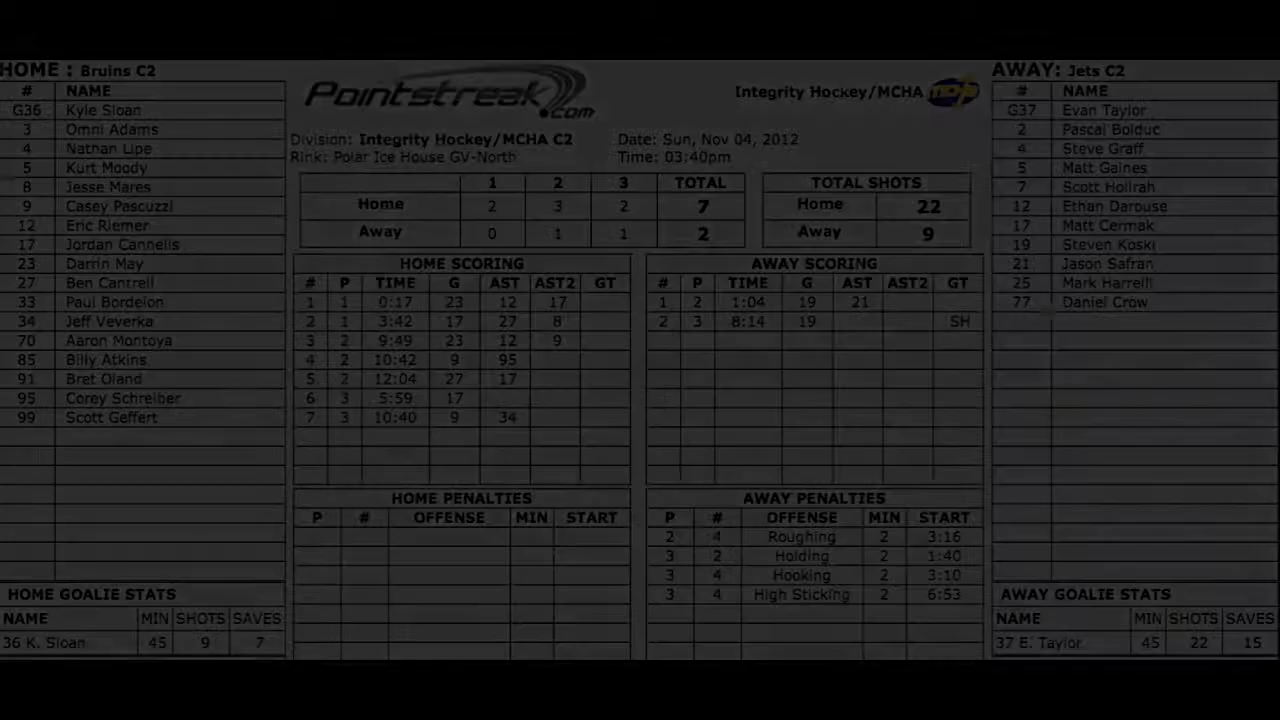 HOME : Bruins C2
# NAME
G36 Kyle Sloan
3 Omni Adams
4 Nathan Lipe
5 Kurt Moody
8 Jesse Mares
9 Casey Pascuzzi
12 Eric Riemer
17 Jordan Cannelis
23 Darrin May
27 Ben Cantrell
33 Paul Bordelon
34 Jeff Veverka
70 Aaron Montoya
85 Billy Atkins
91 Bret Oland
95 Corey Schreiber
99 Scott Geffert
HOME GOALIE STATS
NAME MIN SHOTS SAVES
36 K. Sloan 45 9 7
Pointstreak.com
Integrity Hockey/MCHA
Division: Integrity Hockey/MCHA C2
Date: Sun, Nov 04, 2012
Rink: Polar Ice House GV-North
Time: 03:40pm
1 2 3 TOTAL
Home 2 3 2 7
Away 0 1 1 2
TOTAL SHOTS
Home 22
Away 9
HOME SCORING
# P TIME G AST AST2 GT
1 1 0:17 23 12 17
2 1 3:42 17 27 8
3 2 9:49 23 12 9
4 2 10:42 9 95
5 2 12:04 27 17
6 3 5:59 17
7 3 10:40 9 34
AWAY SCORING
# P TIME G AST AST2 GT
1 2 1:04 19 21
2 3 8:14 19 SH
HOME PENALTIES
P # OFFENSE MIN START
AWAY PENALTIES
P # OFFENSE MIN START
2 4 Roughing 2 3:16
3 2 Holding 2 1:40
3 4 Hooking 2 3:10
3 4 High Sticking 2 6:53
AWAY: Jets C2
# NAME
G37 Evan Taylor
2 Pascal Bolduc
4 Steve Graff
5 Matt Gaines
7 Scott Hollrah
12 Ethan Darouse
17 Matt Cermak
19 Steven Koski
21 Jason Safran
25 Mark Harrell
77 Daniel Crow
AWAY GOALIE STATS
NAME MIN SHOTS SAVES
37 E. Taylor 45 22 15